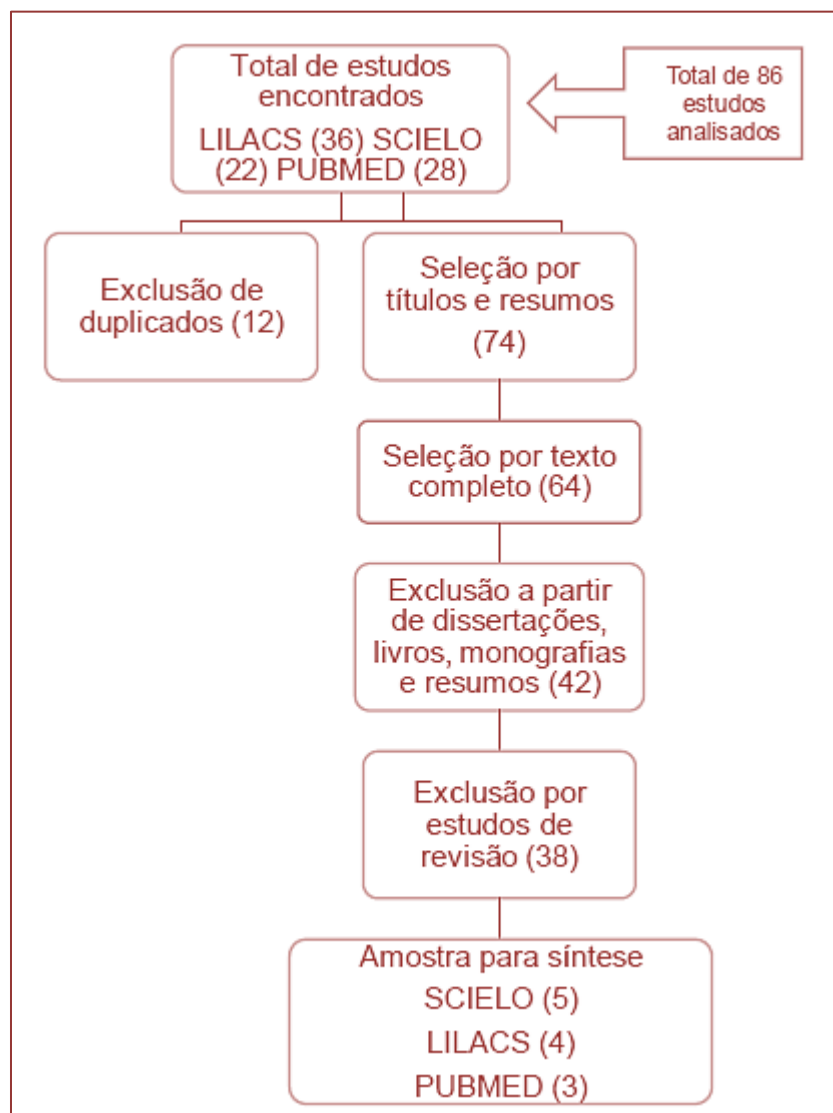 Total de estudos
encontrados
LILACS (36) SCIELO
(22) PUBMED (28)
Total de 86
estudos
analisados
Exclusão de
duplicados (12)
Seleção por
títulos e resumos
(74)
Seleção por texto
completo (64)
Exclusão a partir
de dissertações,
livros, monografias
e resumos (42)
Exclusão por
estudos de
revisão (38)
Amostra para síntese
SCIELO (5)
LILACS (4)
PUBMED (3)